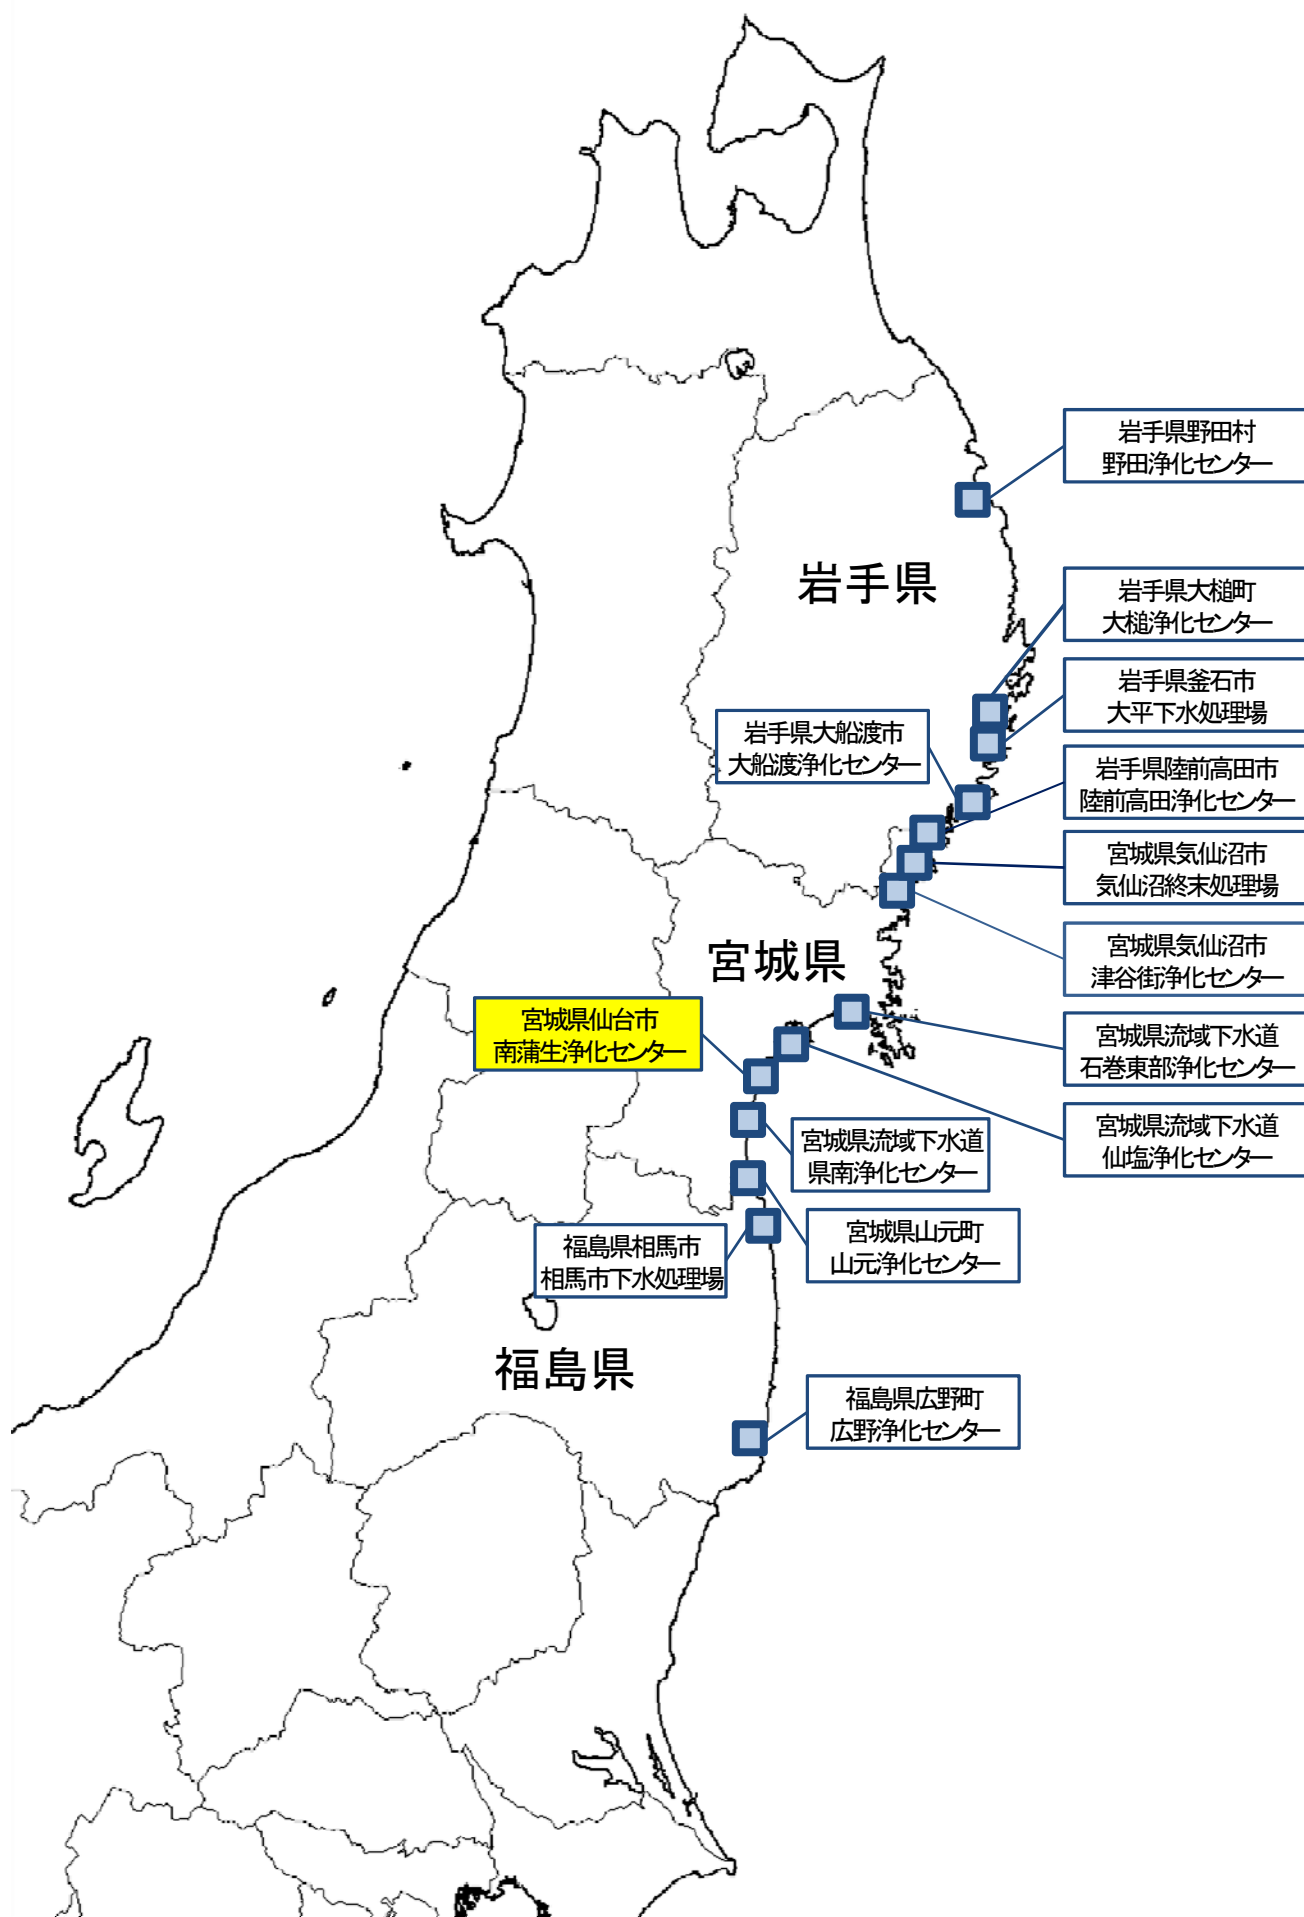 岩手県野田村
野田浄化センター
岩手県
岩手県大槌町
大槌浄化センター
岩手県釜石市
大平下水処理場
岩手県大船渡市
大船渡浄化センター
岩手県陸前高田市
陸前高田浄化センター
宮城県気仙沼市
気仙沼終末処理場
宮城県
宮城県気仙沼市
津谷街浄化センター
宮城県仙台市
南蒲生浄化センター
宮城県流域下水道
石巻東部浄化センター
宮城県流域下水道
仙塩浄化センター
宮城県流域下水道
県南浄化センター
宮城県山元町
山元浄化センター
福島県相馬市
相馬市下水処理場
福島県
福島県広野町
広野浄化センター